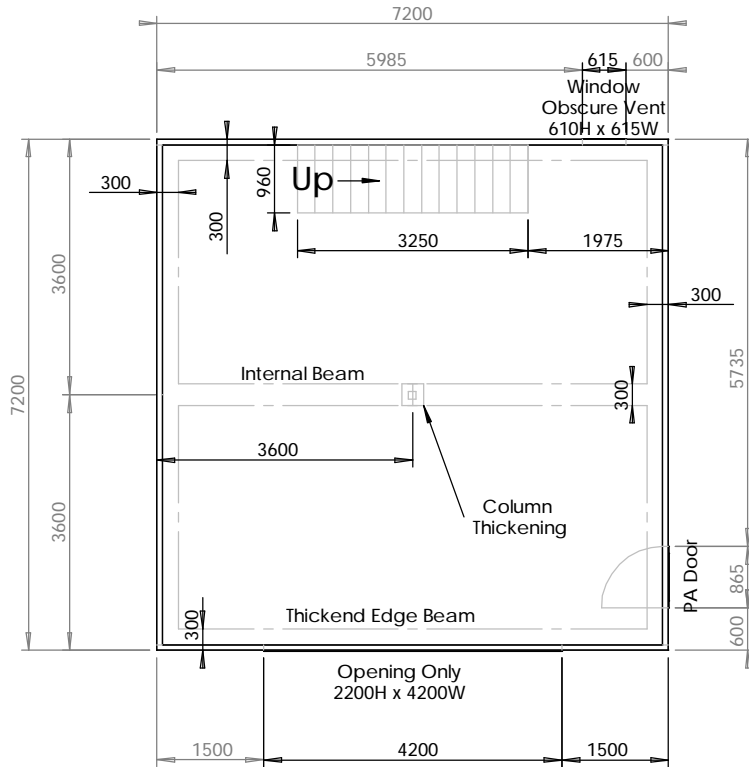 7200
5985
615
600
Window
Obscure Vent
610H x 615W
300
960
Up
300
3250
1975
300
3600
7200
5735
Internal Beam
300
3600
3600
Column
Thickening
PA Door
865
600
Thickend Edge Beam
300
Opening Only
2200H x 4200W
1500
4200
1500